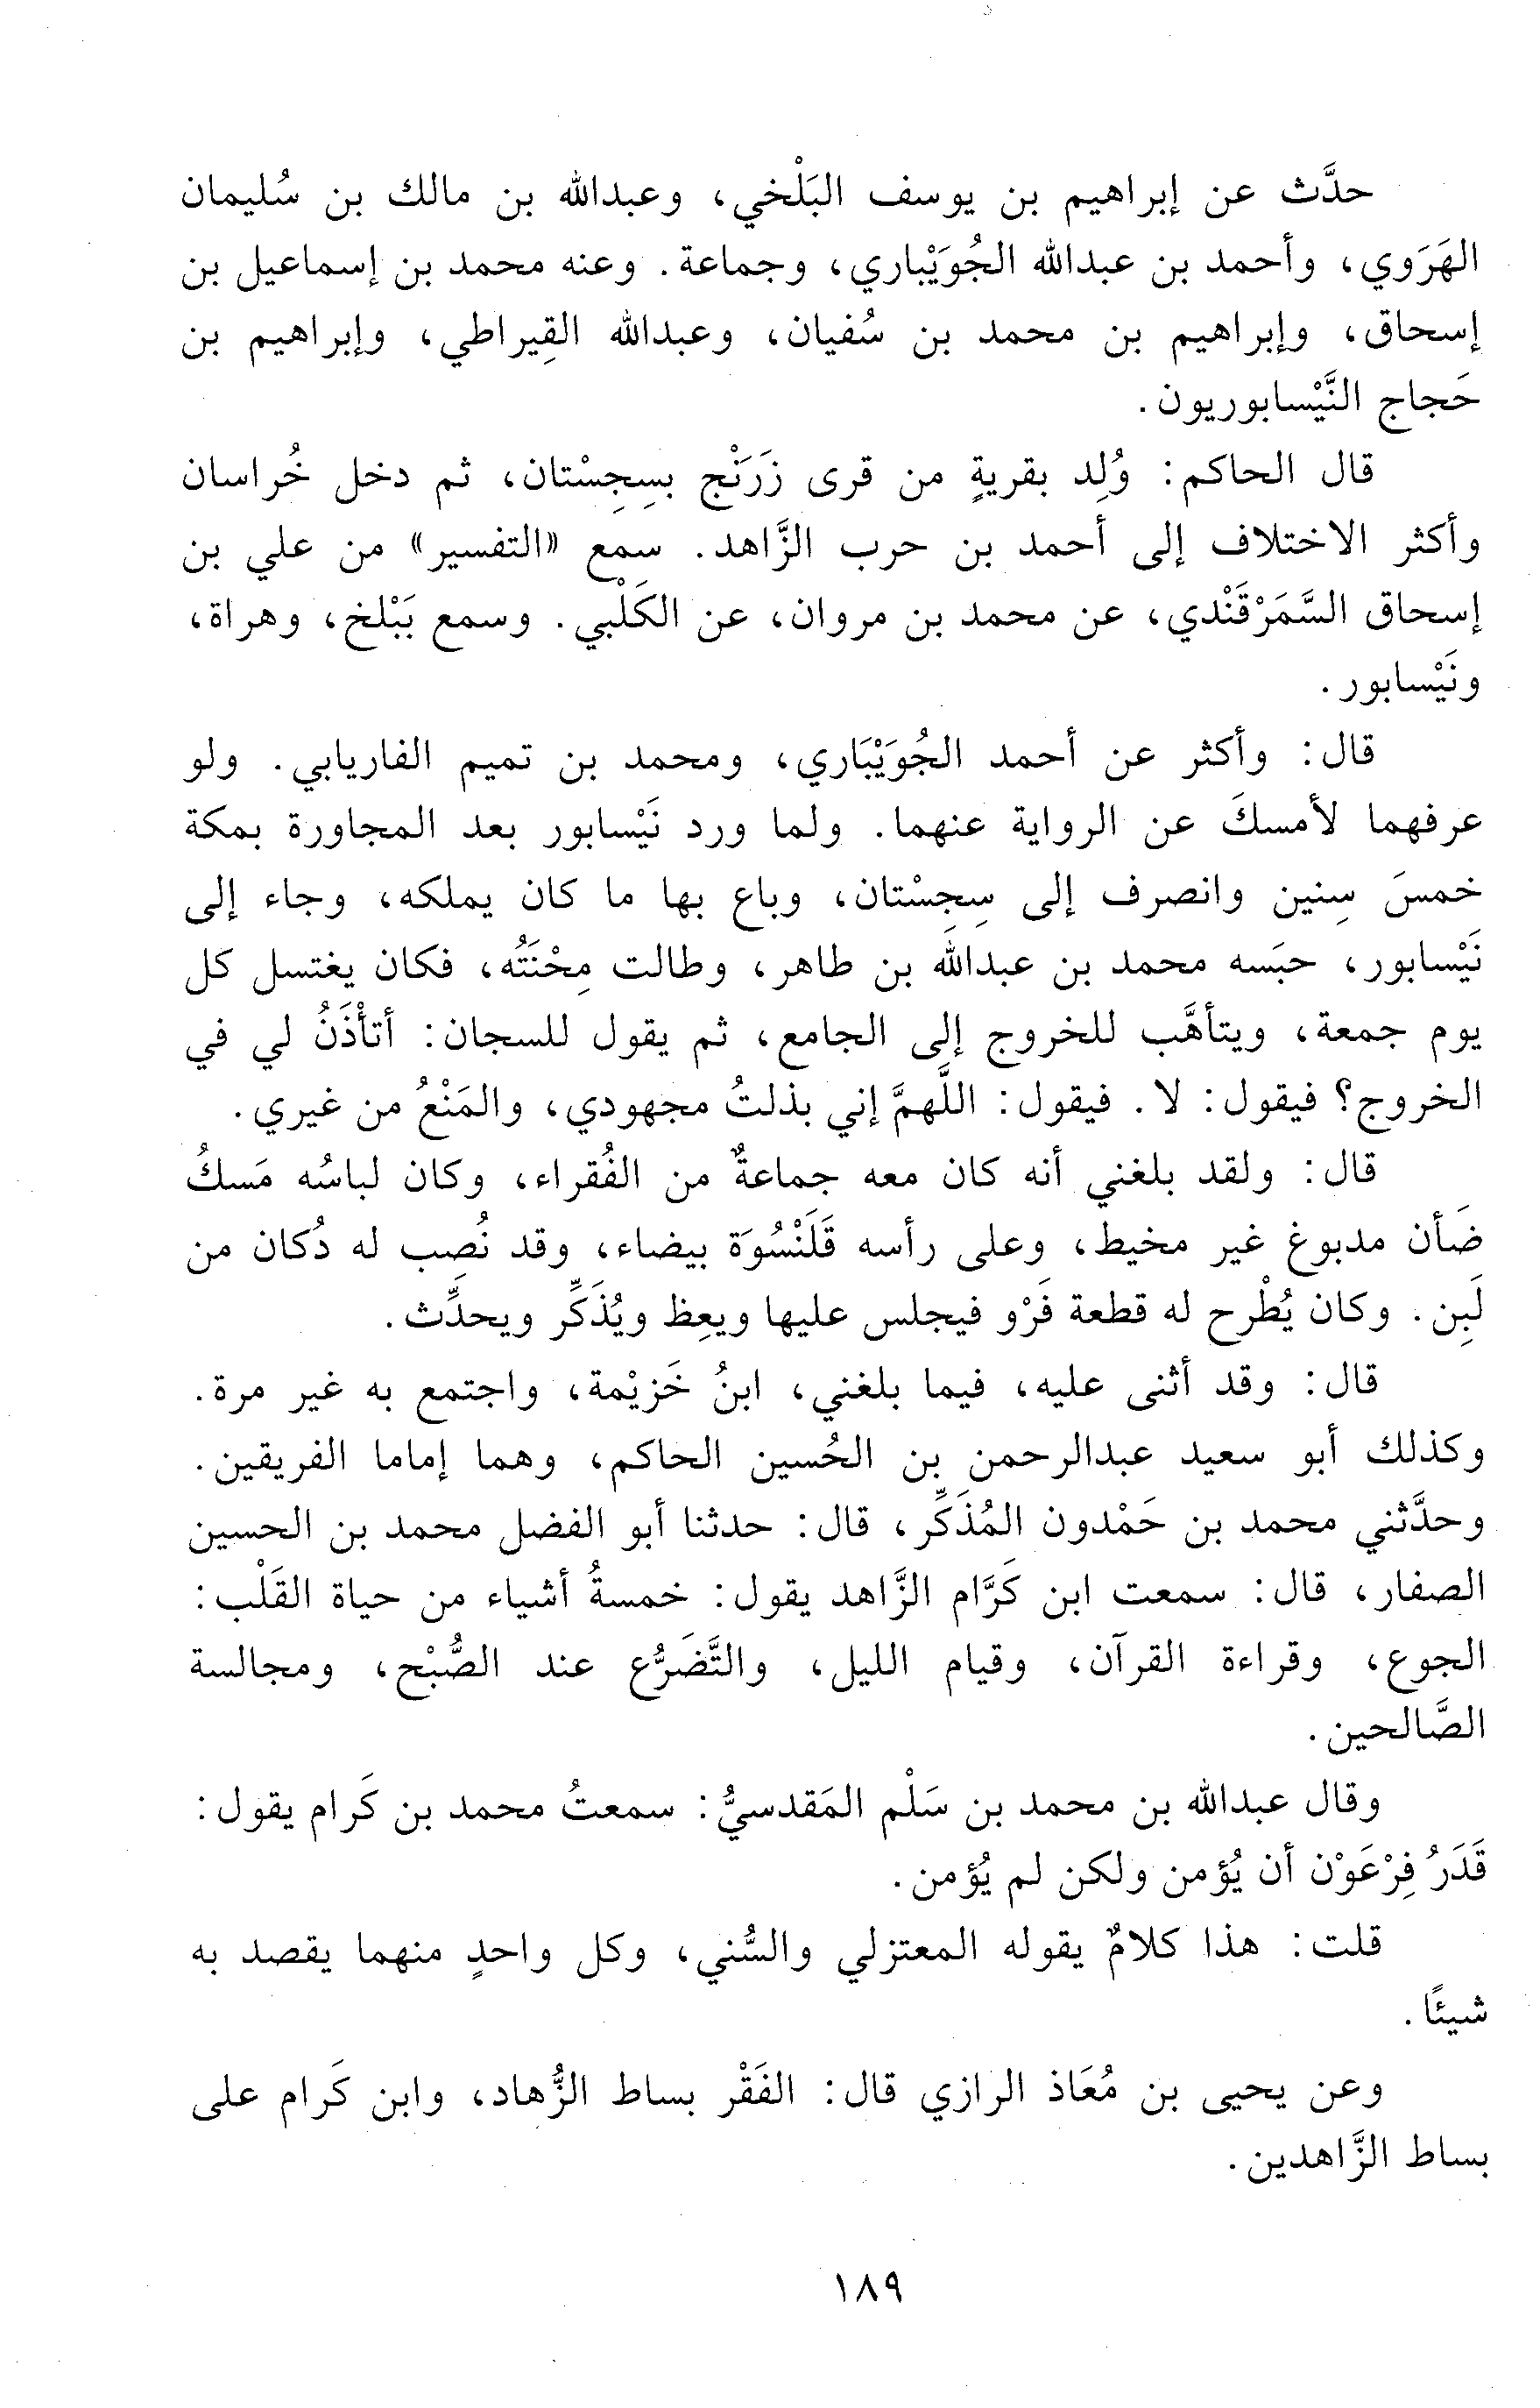 حدَّث عن إبراهيم بن يوسف البَلْخي، وعبدالله بن مالك بن سُليمان
الهَرَوي، وأحمد بن عبدالله الجُوَيْباري، وجماعة. وعنه محمد بن إسماعيل بن
إسحاق، وإبراهيم بن محمد بن سُفيان، وعبدالله القِيراطي، وإبراهيم بن
حَجاج النَّيْسابوريون.
قال الحاكم: وُلِد بقريةٍ من قرى زَرَنْج بسِجِسْتان، ثم دخل خُراسان
وأكثر الاختلاف إلى أحمد بن حرب الزَّاهد. سمع «التفسير» من علي بن
إسحاق السَّمَرْقَنْدي، عن محمد بن مروان، عن الكَلْبي. وسمع ببَلْخ، وهراة،
ونَيْسابور.
قال: وأكثر عن أحمد الجُوَيْبَاري، ومحمد بن تميم الفاريابي. ولو
عرفهما لأمسكَ عن الرواية عنهما. ولما ورد نَيْسابور بعد المجاورة بمكة
خمسَ سِنين وانصرف إلى سِجِسْتان، وباع بها ما كان يملكه، وجاء إلى
نَيْسابور، حبَسه محمد بن عبدالله بن طاهر، وطالت مِحْنَتُه، فكان يغتسل كل
يوم جمعة، ويتأهَّب للخروج إلى الجامع، ثم يقول للسجان: أتأْذَنُ لي في
الخروج؟ فيقول: لا. فيقول: اللَّهمَّ إني بذلتُ مجهودي، والمَنْعُ من غيري.
قال: ولقد بلغني أنه كان معه جماعةٌ من الفُقراء، وكان لباسُه مَسكُ
ضَأن مدبوغ غير مخيط، وعلى رأسه قَلَنْسُوَة بيضاء، وقد نُصِب له دُكان من
لَبِن. وكان يُطْرح له قطعة فَرْو فيجلس عليها ويعِظ ويُذَكِّر ويحدِّث.
قال: وقد أثنى عليه، فيما بلغني، ابنُ خَزيْمة، واجتمع به غير مرة.
وكذلك أبو سعيد عبدالرحمن بن الحُسين الحاكم، وهما إماما الفريقين.
وحدَّثني محمد بن حَمْدون المُذَكِّر، قال: حدثنا أبو الفضل محمد بن الحسين
الصفار، قال: سمعت ابن كَرَّام الزَّاهد يقول: خمسةُ أشياء من حياة القَلْب:
الجوع، وقراءة القرآن، وقيام الليل، والتَّضَرُّع عند الصُّبْح، ومجالسة
الصَّالحين.
وقال عبدالله بن محمد بن سَلْم المَقدسيُّ: سمعتُ محمد بن كَرام يقول:
قَدَرُ فِرْعَوْن أن يُؤمن ولكن لم يُؤمن.
قلت: هذا كلامٌ يقوله المعتزلي والسُّني، وكل واحدٍ منهما يقصد به
شيئًا.
وعن يحيى بن مُعَاذ الرازي قال: الفَقْر بساط الزُّهاد، وابن كَرام على
بساط الزَّاهدين.
١٨٩